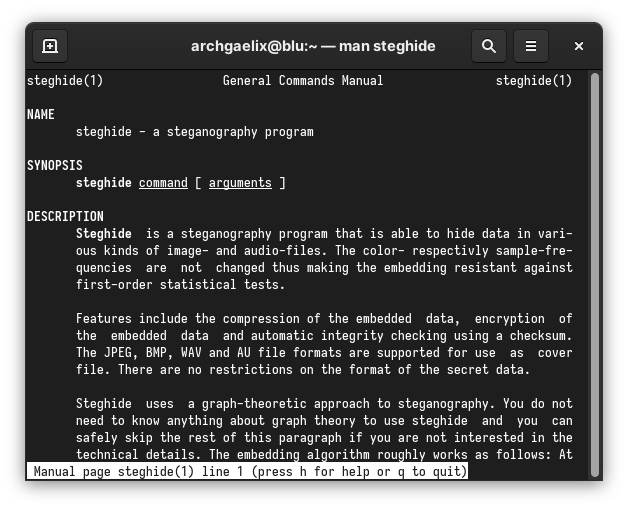 archgaelix@blu:~ — man steghide
steghide(1) General Commands Manual steghide(1)
NAME
steghide - a steganography program
SYNOPSIS
steghide command [ arguments ]
DESCRIPTION
Steghide is a steganography program that is able to hide data in vari-
ous kinds of image- and audio-files. The color- respectivly sample-fre-
quencies are not changed thus making the embedding resistant against
first-order statistical tests.
Features include the compression of the embedded data, encryption of
the embedded data and automatic integrity checking using a checksum.
The JPEG, BMP, WAV and AU file formats are supported for use as cover
file. There are no restrictions on the format of the secret data.
Steghide uses a graph-theoretic approach to steganography. You do not
need to know anything about graph theory to use steghide and you can
safely skip the rest of this paragraph if you are not interested in the
technical details. The embedding algorithm roughly works as follows: At
Manual page steghide(1) line 1 (press h for help or q to quit)